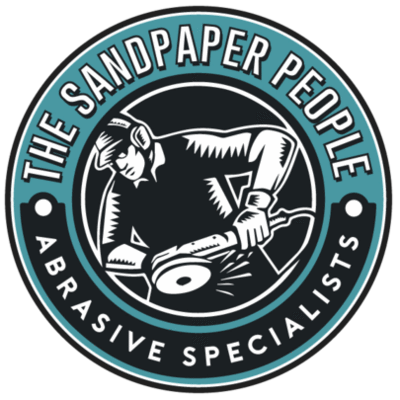 THE SANDPAPER PEOPLE
ABRASIVE SPECIALISTS